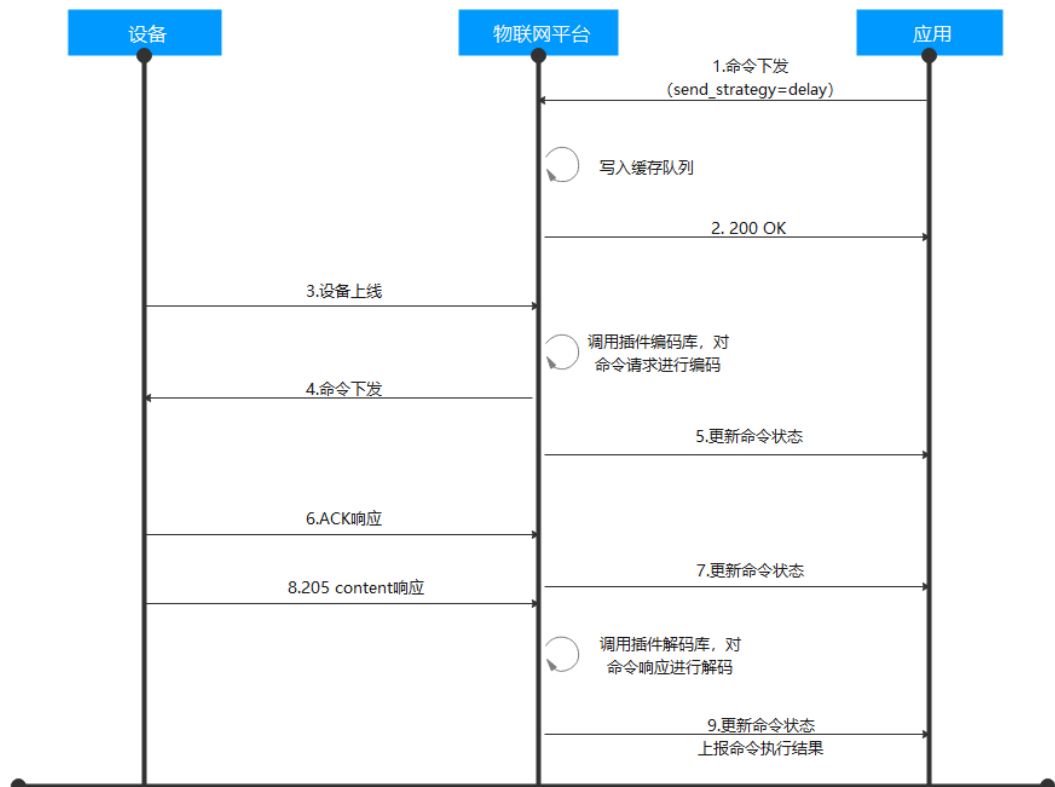 设备
物联网平台
应用
1.命令下发
（send_strategy=delay）
写入缓存队列
2. 200 OK
3.设备上线
调用插件编码库，对
命令请求进行编码
4.命令下发
5.更新命令状态
6.ACK响应
7.更新命令状态
8.205 content响应
调用插件解码库，对
命令响应进行解码
9.更新命令状态
上报命令执行结果